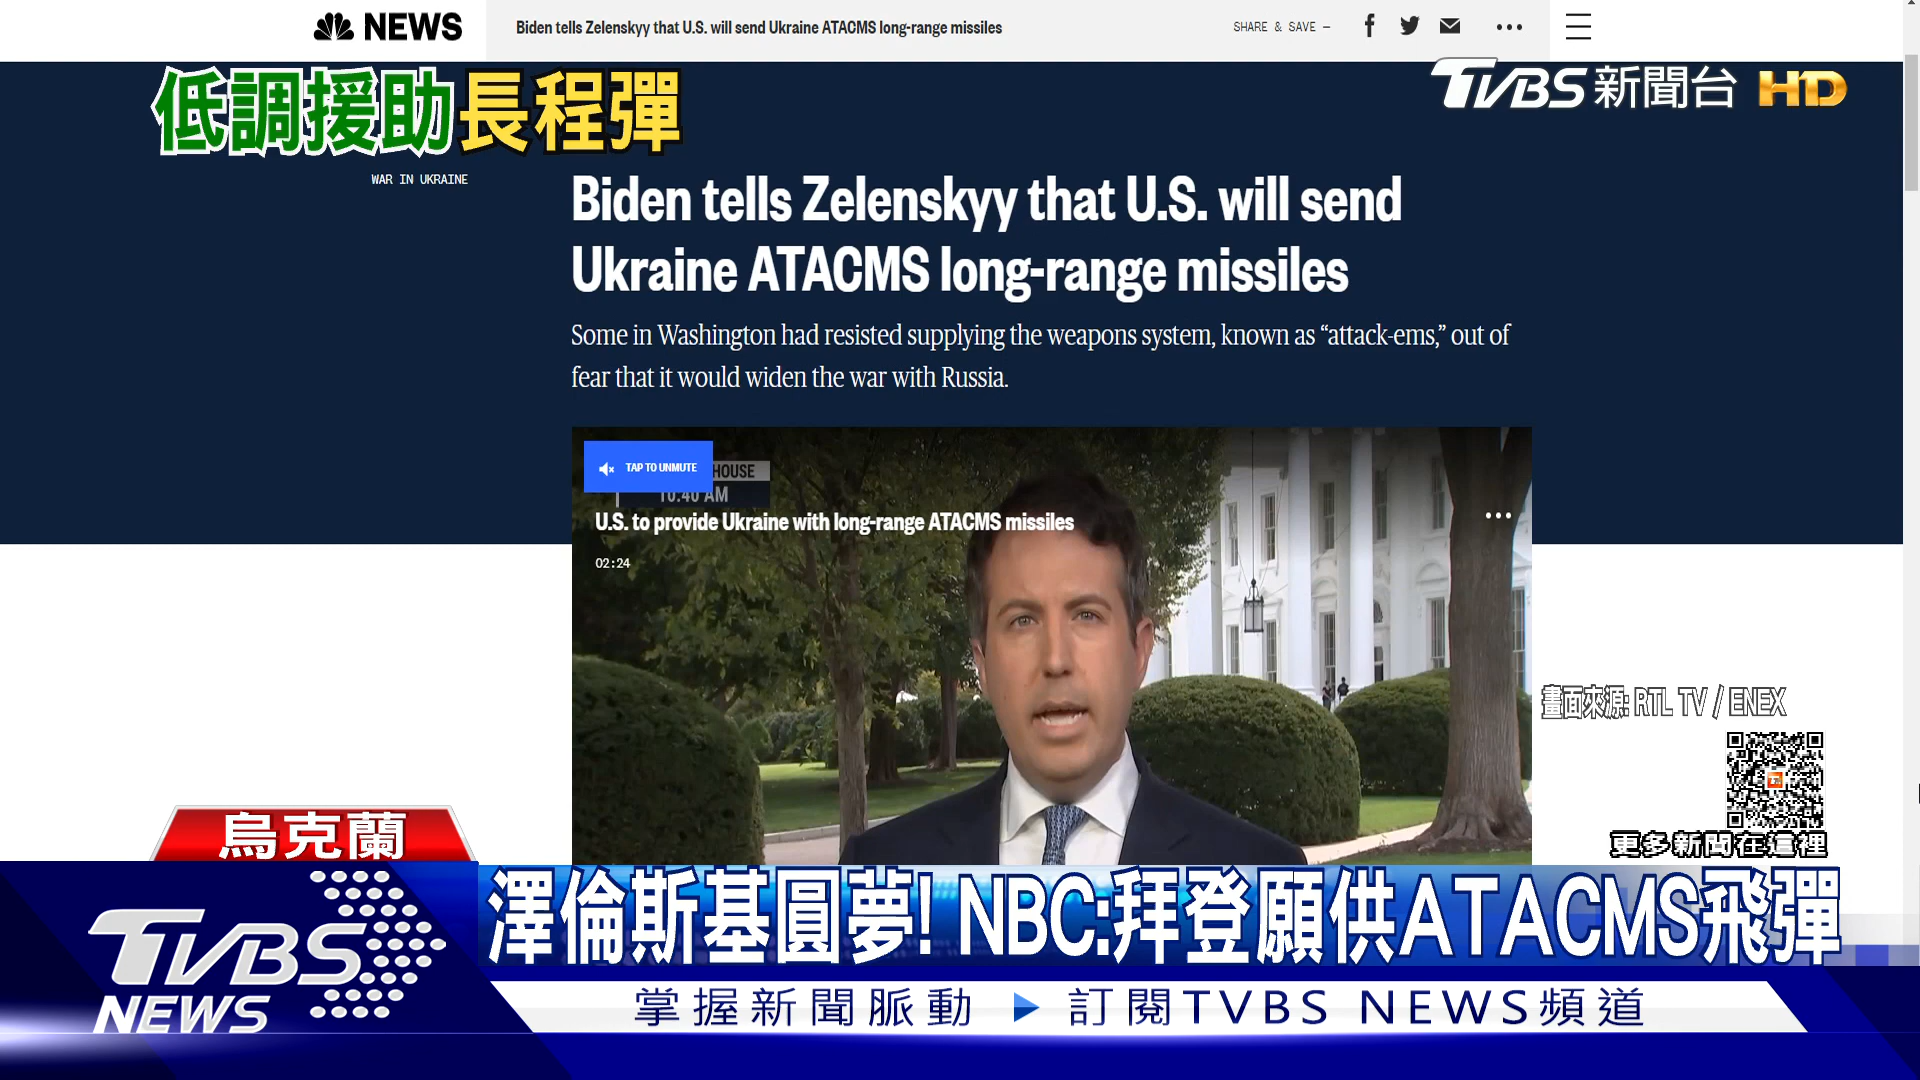 NEWS
Biden tells Zelenskyy that U.S. will send Ukraine ATACMS long-range missiles
SHARE & SAVE —
TVBS新聞台 HD
低調援助長程彈
WAR IN UKRAINE
Biden tells Zelenskyy that U.S. will send
Ukraine ATACMS long-range missiles
Some in Washington had resisted supplying the weapons system, known as “attack-ems,” out of
fear that it would widen the war with Russia.
TAP TO UNMUTE
HOUSE
10:40 AM
U.S. to provide Ukraine with long-range ATACMS missiles
02:24
畫面來源: RTL TV / ENEX
更多新聞在這裡
烏克蘭
澤倫斯基圓夢! NBC:拜登願供ATACMS飛彈
TVBS
NEWS
掌握新聞脈動 ▶ 訂閱TVBS NEWS頻道